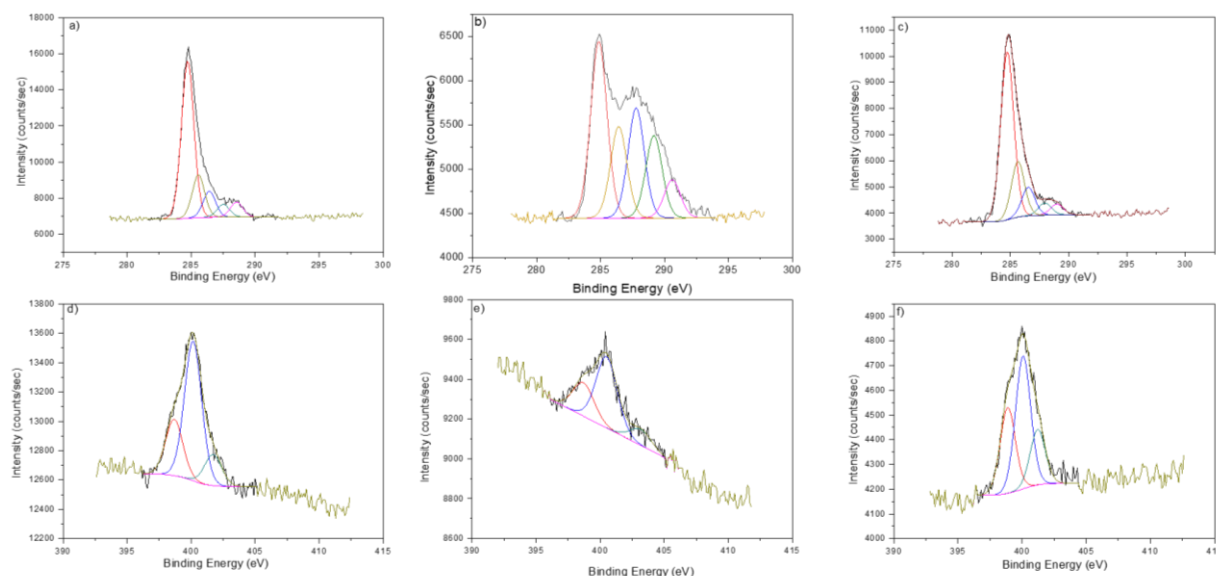 a)
18000
16000
14000
12000
10000
8000
6000
Intensity (counts/sec)
275 280 285 290 295 300
Binding Energy (eV)
b)
6500
6000
5500
5000
4500
4000
Intensity (counts/sec)
275 280 285 290 295 300
Binding Energy (eV)
c)
11000
10000
9000
8000
7000
6000
5000
4000
3000
Intensity (counts/sec)
275 280 285 290 295 300
Binding Energy (eV)
d)
13800
13600
13400
13200
13000
12800
12600
12400
12200
Intensity (counts/sec)
390 395 400 405 410 415
Binding Energy (eV)
e)
9800
9600
9400
9200
9000
8800
8600
Intensity (counts/sec)
390 395 400 405 410 415
Binding Energy (eV)
f)
4900
4800
4700
4600
4500
4400
4300
4200
4100
4000
Intensity (counts/sec)
390 395 400 405 410 415
Binding Energy (eV)